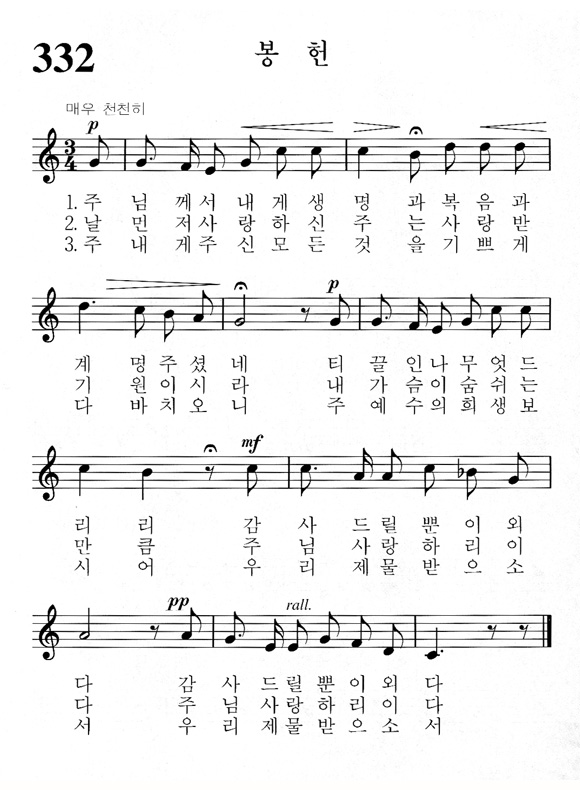 332
봉 헌
매우 천천히
p
1. 주 님 께 서 내 게 생 명 과 복 음 과
2. 날 먼 저 사 랑 하 신 주 는 사 랑 받
3. 주 내 게 주 신 모 든 것 을 기 쁘 게
p
계 명 주 셨 네 티 끌 인 나 무 엇 드
기 원 이 시 라 내 가 슴 이 숨 쉬 는
다 바 치 오 니 주 예 수 의 희 생 보
mf
리 리 감 사 드 릴 뿐 이 외
만 큼 주 님 사 랑 하 리 이
시 어 우 리 제 물 받 으 소
pp rall.
다 감 사 드 릴 뿐 이 외 다
다 주 님 사 랑 하 리 이 다
서 우 리 제 물 받 으 소 서